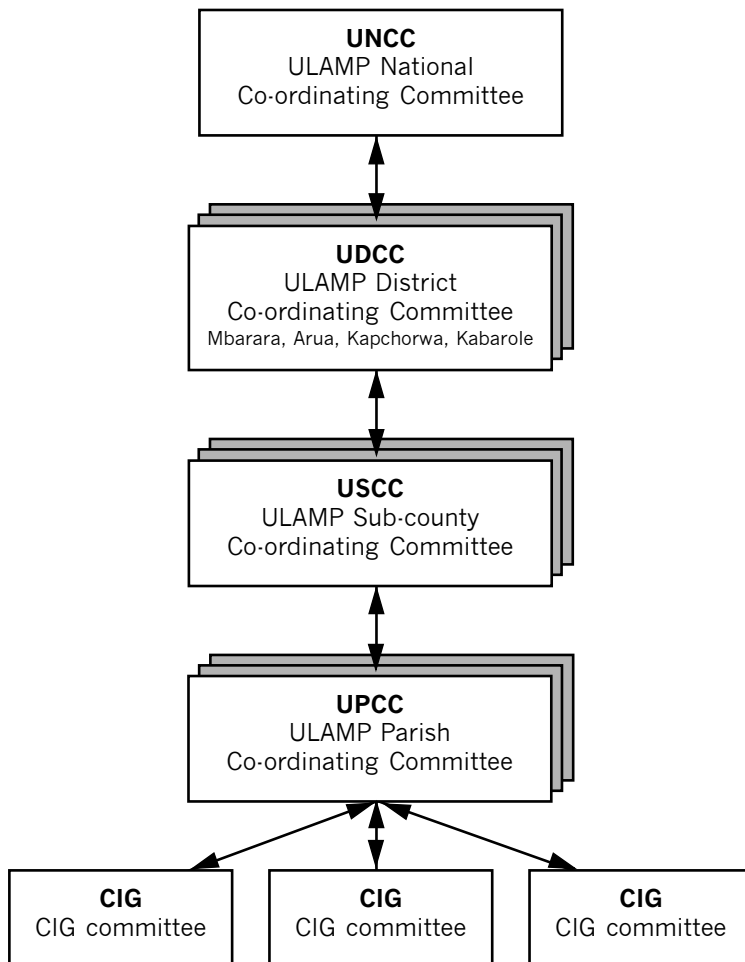 UNCC
ULAMP National
Co-ordinating Committee
UDCC
ULAMP District
Co-ordinating Committee
Mbarara, Arua, Kapchorwa, Kabarole
USCC
ULAMP Sub-county
Co-ordinating Committee
UPCC
ULAMP Parish
Co-ordinating Committee
CIG
CIG committee
CIG
CIG committee
CIG
CIG committee